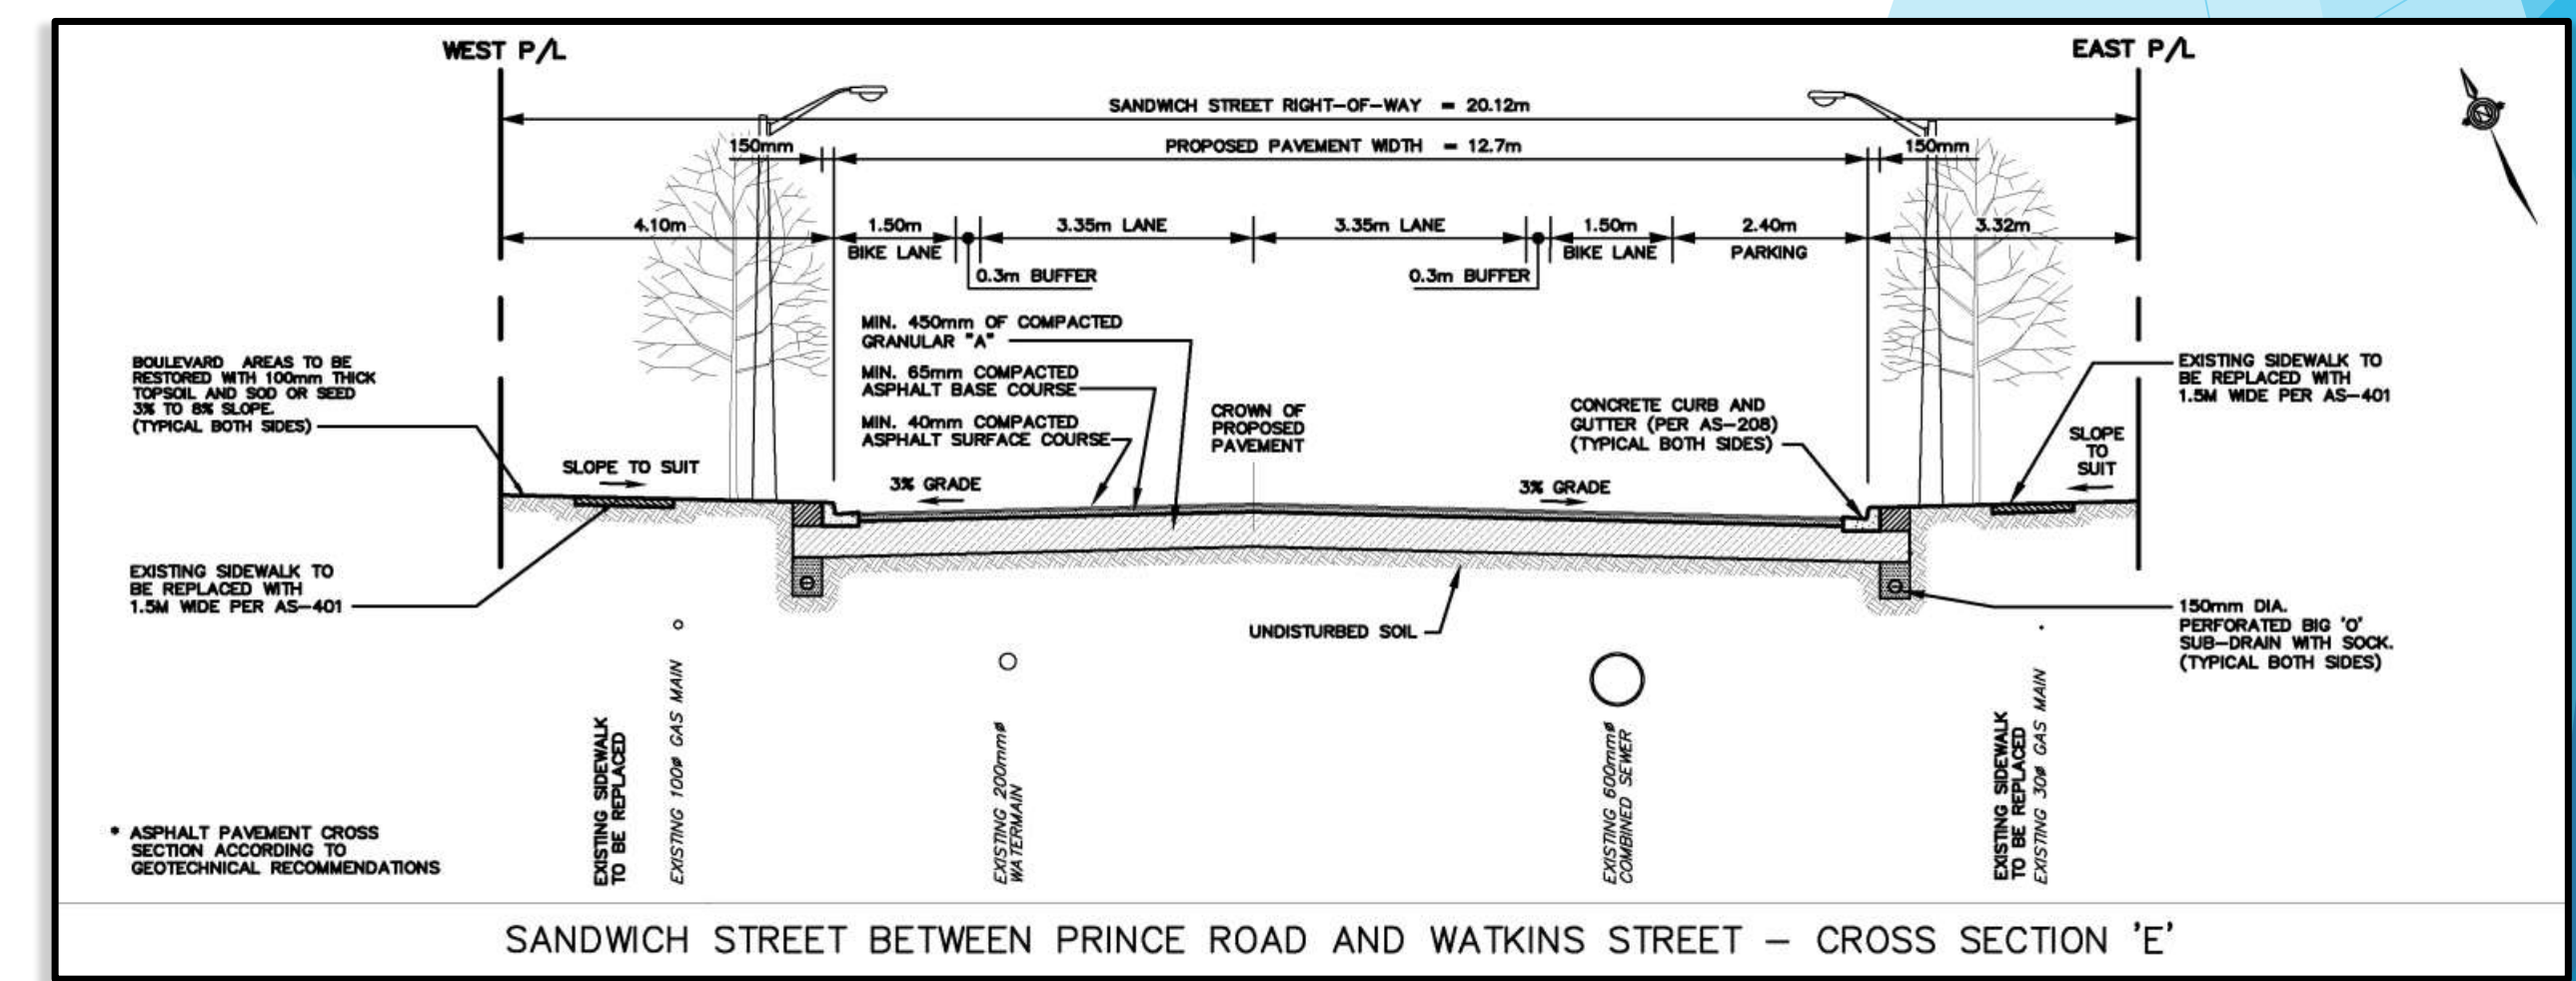 WEST P/L
EAST P/L
SANDWICH STREET RIGHT-OF-WAY = 20.12m
150mm
PROPOSED PAVEMENT WIDTH = 12.7m
150mm
4.10m
1.50m
BIKE LANE
3.35m LANE
3.35m LANE
1.50m
BIKE LANE
2.40m
PARKING
3.32m
0.3m BUFFER
0.3m BUFFER
MIN. 450mm OF COMPACTED
GRANULAR "A"
MIN. 65mm COMPACTED
ASPHALT BASE COURSE
MIN. 40mm COMPACTED
ASPHALT SURFACE COURSE
CROWN OF
PROPOSED
PAVEMENT
CONCRETE CURB AND
GUTTER (PER AS-208)
(TYPICAL BOTH SIDES)
BOULEVARD AREAS TO BE
RESTORED WITH 100mm THICK
TOPSOIL AND SOD OR SEED
3% TO 8% SLOPE.
(TYPICAL BOTH SIDES)
EXISTING SIDEWALK TO
BE REPLACED WITH
1.5M WIDE PER AS-401
SLOPE
TO
SUIT
SLOPE TO SUIT
3% GRADE
3% GRADE
EXISTING SIDEWALK TO
BE REPLACED WITH
1.5M WIDE PER AS-401
UNDISTURBED SOIL
150mm DIA.
PERFORATED BIG 'O'
SUB-DRAIN WITH SOCK.
(TYPICAL BOTH SIDES)
EXISTING SIDEWALK
TO BE REPLACED
EXISTING 100ø GAS MAIN
EXISTING 200mmø
WATERMAIN
EXISTING 600mmø
COMBINED SEWER
EXISTING SIDEWALK
TO BE REPLACED
EXISTING 30ø GAS MAIN
* ASPHALT PAVEMENT CROSS
SECTION ACCORDING TO
GEOTECHNICAL RECOMMENDATIONS
SANDWICH STREET BETWEEN PRINCE ROAD AND WATKINS STREET – CROSS SECTION 'E'